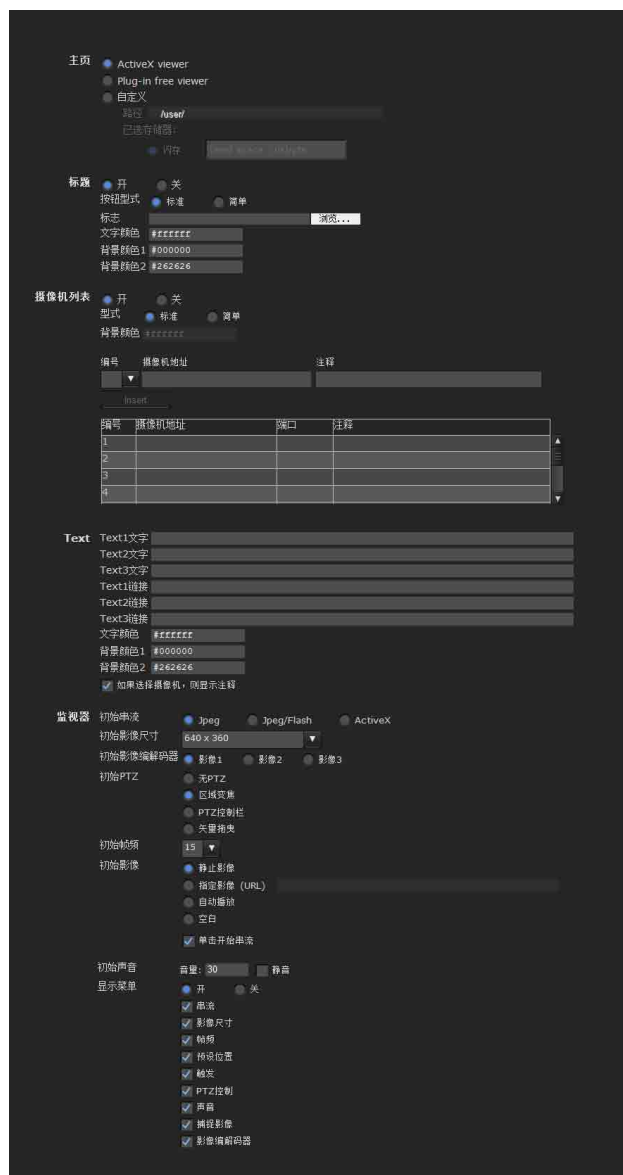 主页 ActiveX viewer
Plug-in free viewer
自定义
路径 /user/
已选存储器:
闪存
标题 开 关
按钮型式 标准 简单
标志 浏览...
文字颜色 #ffffff
背景颜色1 #000000
背景颜色2 #262626
摄像机列表 开 关
型式 标准 简单
背景颜色 #ffffff
编号 摄像机地址 注释
Insert
编号 摄像机地址 端口 注释
1
2
3
4
Text Text1文字
Text2文字
Text3文字
Text1链接
Text2链接
Text3链接
文字颜色 #ffffff
背景颜色1 #000000
背景颜色2 #262626
如果选择摄像机，则显示注释
监视器 初始串流 Jpeg Jpeg/Flash ActiveX
初始影像尺寸 640 x 360
初始影像编解码器 影像1 影像2 影像3
初始PTZ 无PTZ
区域变焦
PTZ控制栏
矢量拖曳
初始帧频 15
初始影像 静止影像
指定影像 (URL)
自动播放
空白
单击开始串流
初始声音 音量: 30 静音
显示菜单 开 关
串流
影像尺寸
帧频
预设位置
触发
PTZ控制
声音
捕捉影像
影像编解码器